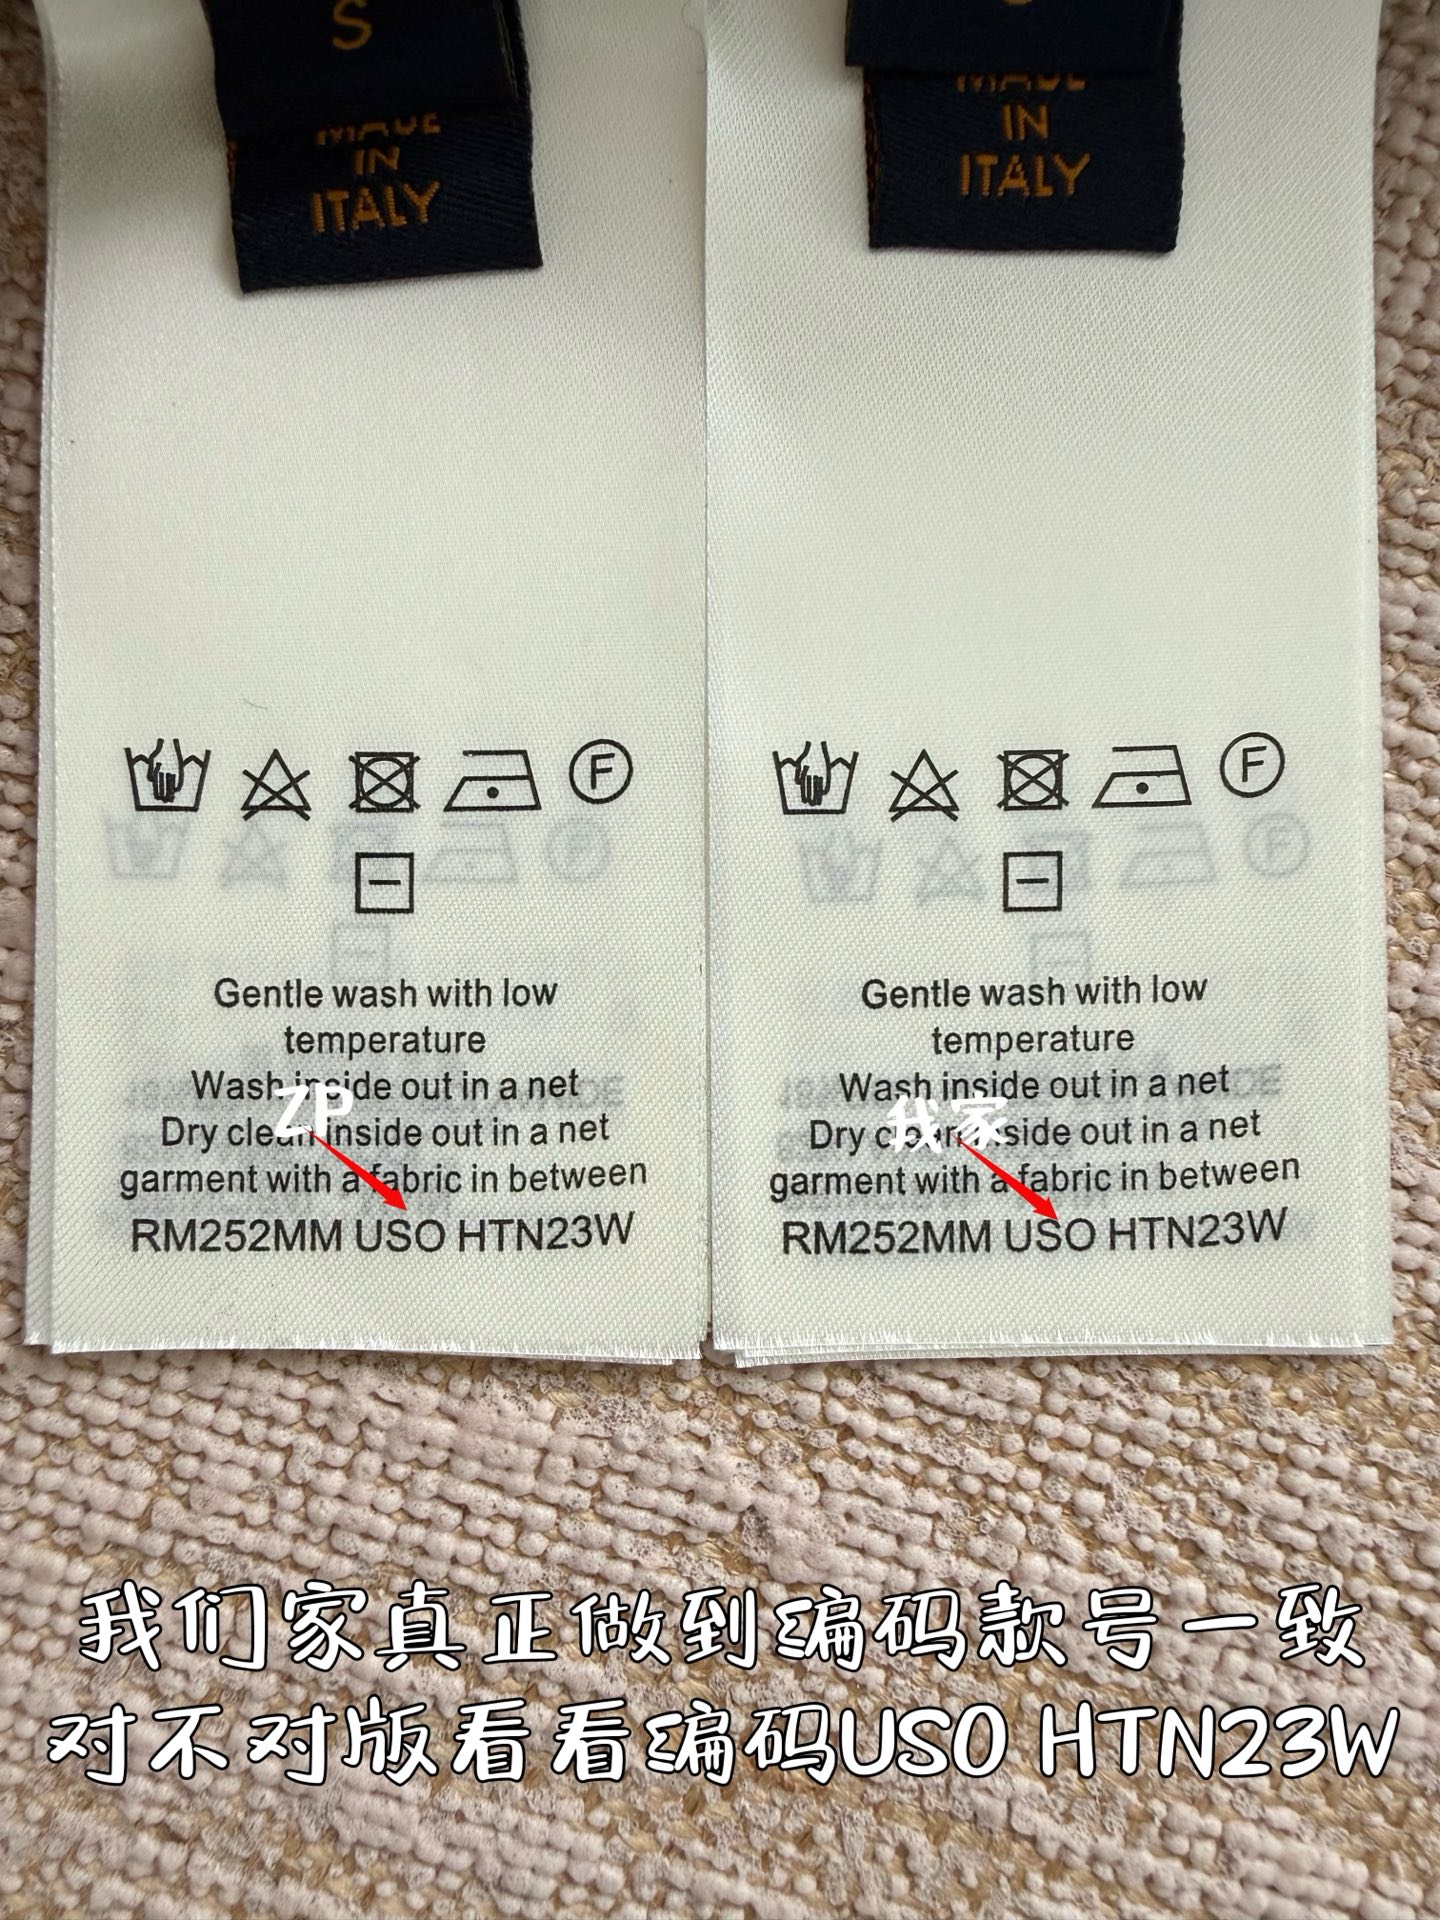 S
MADE
IN
ITALY
MADE
IN
ITALY
F
Gentle wash with low
temperature
Wash inside out in a net
Dry clean inside out in a net
garment with a fabric in between
RM252MM USO HTN23W
ZP
F
Gentle wash with low
temperature
Wash inside out in a net
Dry clean inside out in a net
garment with a fabric in between
RM252MM USO HTN23W
我家
我们家真正做到编码款号一致
对不对版看看编码USO HTN23W